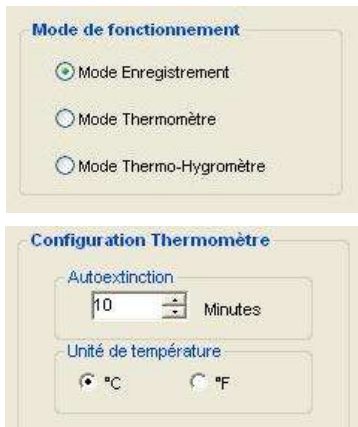 Mode de fonctionnement
Mode Enregistrement
Mode Thermomètre
Mode Thermo-Hygromètre
Configuration Thermomètre
Autoextinction
10 Minutes
Unité de température
°C °F